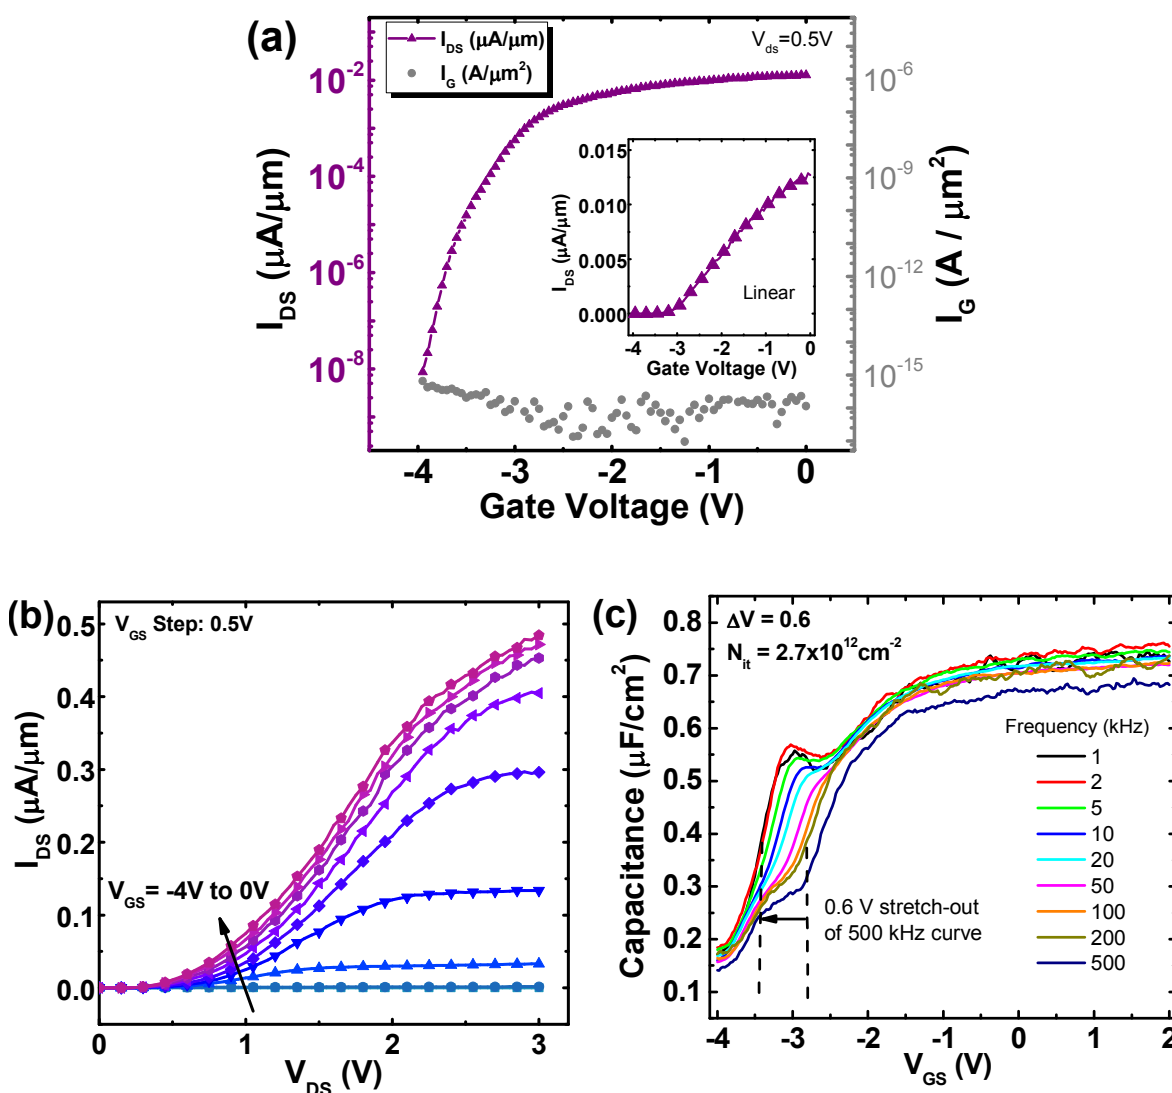 (a)
I_DS (μA/μm)
I_G (A/μm²)
V_ds=0.5V
10^-2
10^-4
10^-6
10^-8
I_DS (μA/μm)
10^-6
10^-9
10^-12
10^-15
I_G (A / μm²)
0.015
0.010
0.005
0.000
I_DS (μA/μm)
Linear
-4 -3 -2 -1 0
Gate Voltage (V)
-4 -3 -2 -1 0
Gate Voltage (V)
(b)
V_GS Step: 0.5V
0.5
0.4
0.3
0.2
0.1
0.0
I_DS (μA/μm)
V_GS= -4V to 0V
0 1 2 3
V_DS (V)
(c)
ΔV = 0.6
N_it = 2.7x10^12cm^-2
0.8
0.7
0.6
0.5
0.4
0.3
0.2
0.1
Capacitance (μF/cm²)
Frequency (kHz)
1
2
5
10
20
50
100
200
500
0.6 V stretch-out
of 500 kHz curve
-4 -3 -2 -1 0 1 2
V_GS (V)